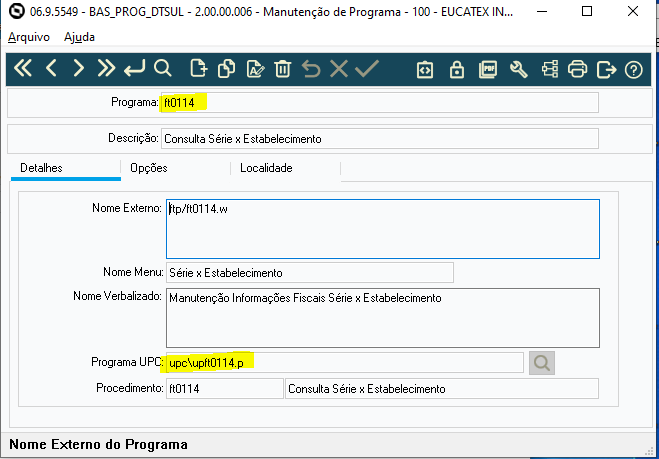 06.9.5549 - BAS_PROG_DTSUL - 2.00.00.006 - Manutenção de Programa - 100 - EUCATEX IN...
Arquivo Ajuda
PDF
Programa: ft0114
Descrição: Consulta Série x Estabelecimento
Detalhes Opções Localidade
Nome Externo: ftp/ft0114.w
Nome Menu: Série x Estabelecimento
Nome Verbalizado: Manutenção Informações Fiscais Série x Estabelecimento
Programa UPC: upc\upft0114.p
Procedimento: ft0114 Consulta Série x Estabelecimento
Nome Externo do Programa